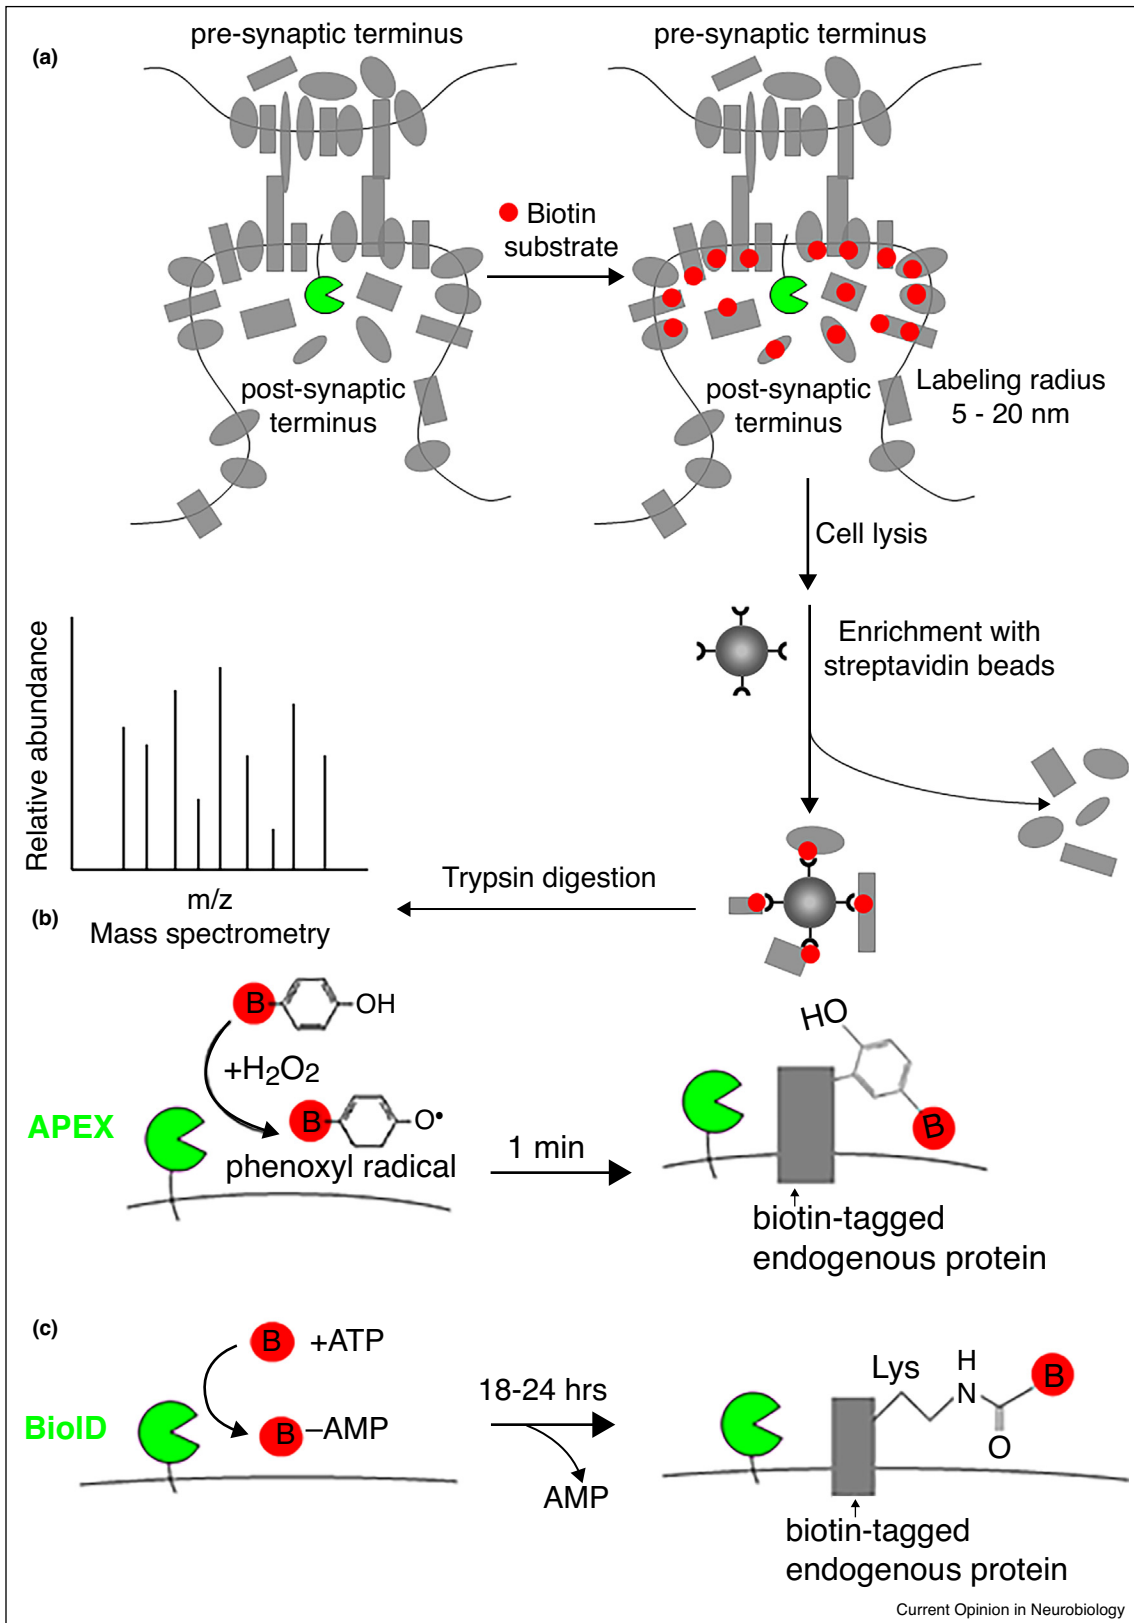 (a)
pre-synaptic terminus
pre-synaptic terminus
Biotin
substrate
post-synaptic
terminus
post-synaptic
terminus
Labeling radius
5 - 20 nm
Cell lysis
Enrichment with
streptavidin beads
Relative abundance
m/z
Mass spectrometry
Trypsin digestion
(b)
B
OH
+H2O2
APEX
B
O•
phenoxyl radical
1 min
HO
B
biotin-tagged
endogenous protein
(c)
B +ATP
BioID
B –AMP
18-24 hrs
AMP
Lys
H
N
O
B
biotin-tagged
endogenous protein
Current Opinion in Neurobiology